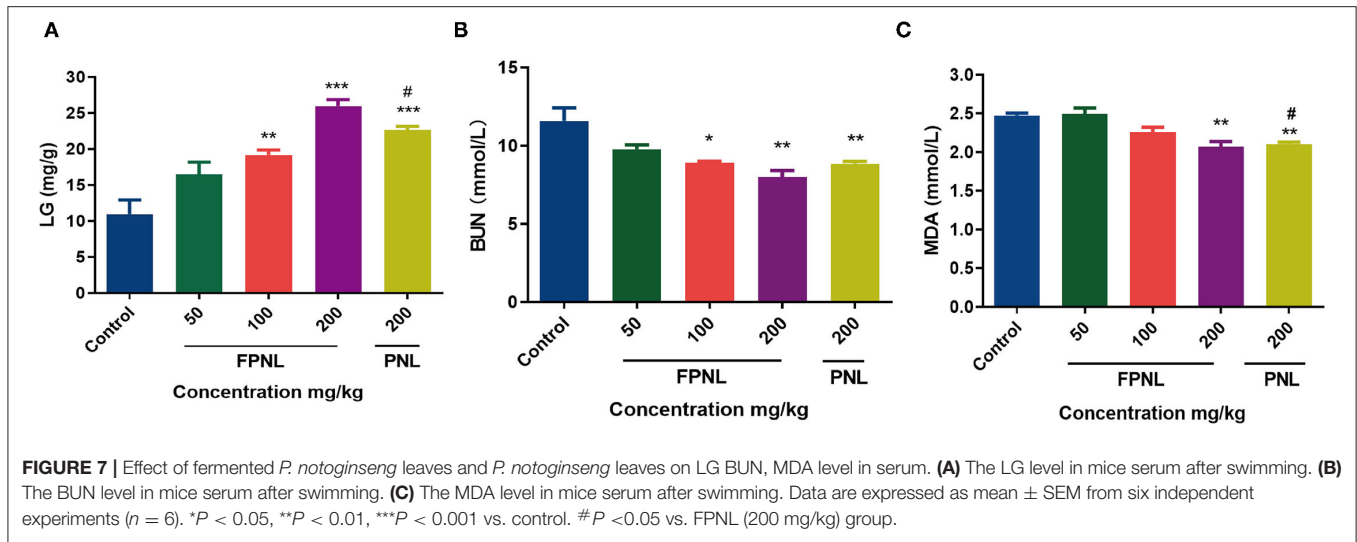 A
LG (mg/g)
30
25
20
15
10
5
0
**
***
#
***
Control
50
100
200
200
FPNL
PNL
Concentration mg/kg
B
BUN (mmol/L)
15
10
5
0
*
**
**
Control
50
100
200
200
FPNL
PNL
Concentration mg/kg
C
MDA (mmol/L)
3.0
2.5
2.0
1.5
1.0
0.5
0.0
**
#
**
Control
50
100
200
200
FPNL
PNL
Concentration mg/kg
FIGURE 7 | Effect of fermented P. notoginseng leaves and P. notoginseng leaves on LG BUN, MDA level in serum. (A) The LG level in mice serum after swimming. (B)
The BUN level in mice serum after swimming. (C) The MDA level in mice serum after swimming. Data are expressed as mean ± SEM from six independent
experiments (n = 6). *P < 0.05, **P < 0.01, ***P < 0.001 vs. control. #P <0.05 vs. FPNL (200 mg/kg) group.